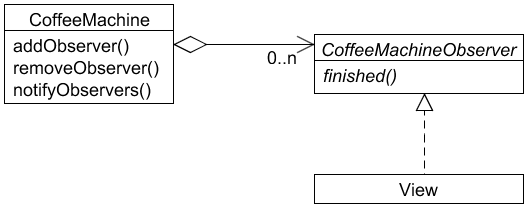 CoffeeMachine
addObserver()
removeObserver()
notifyObservers()
0..n
CoffeeMachineObserver
finished()
View